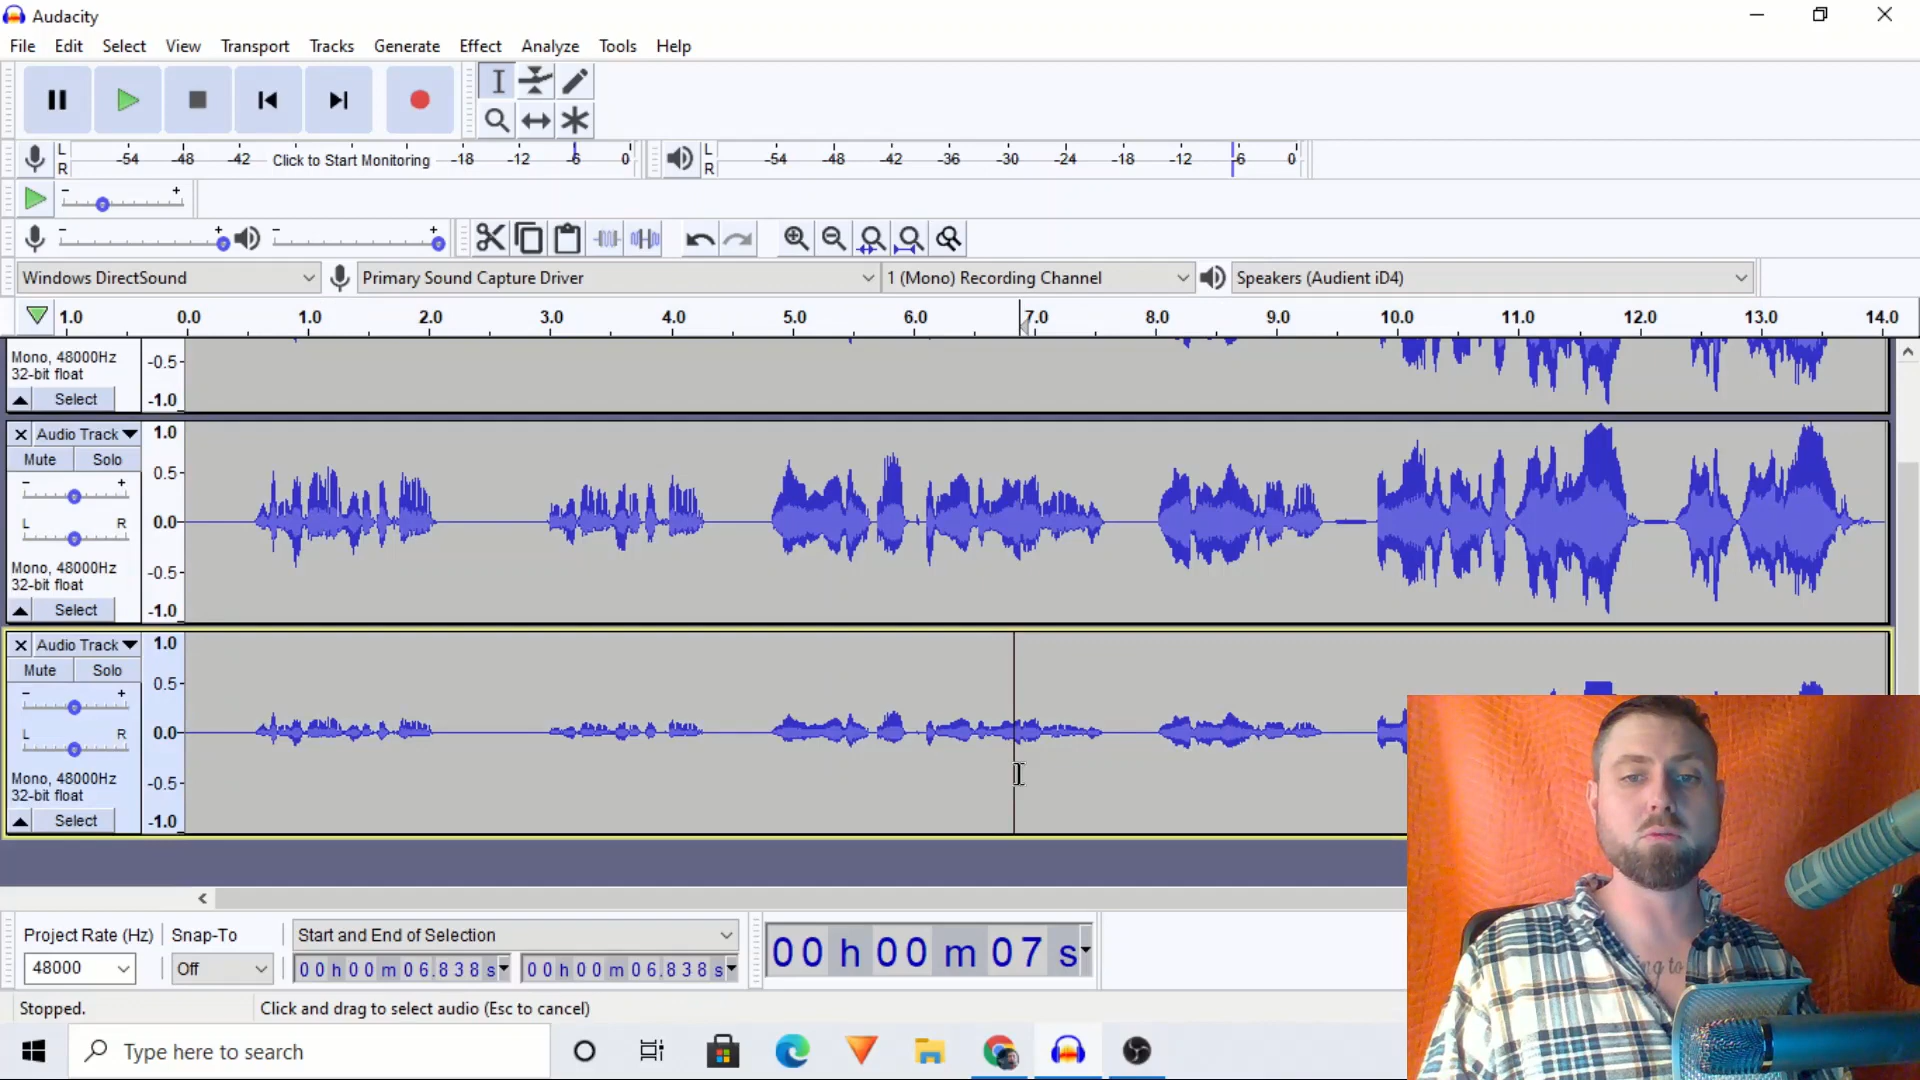 Audacity
File Edit Select View Transport Tracks Generate Effect Analyze Tools Help
L
R
-54 -48 -42 Click to Start Monitoring -18 -12 -6 0
L
R
-54 -48 -42 -36 -30 -24 -18 -12 -6 0
- +
- +
- +
Windows DirectSound Primary Sound Capture Driver 1 (Mono) Recording Channel Speakers (Audient iD4)
1.0 0.0 1.0 2.0 3.0 4.0 5.0 6.0 7.0 8.0 9.0 10.0 11.0 12.0 13.0 14.0
Mono, 48000Hz
32-bit float
Select
-0.5
-1.0
Audio Track
Mute Solo
- +
L R
Mono, 48000Hz
32-bit float
Select
1.0
0.5
0.0
-0.5
-1.0
Audio Track
Mute Solo
- +
L R
Mono, 48000Hz
32-bit float
Select
1.0
0.5
0.0
-0.5
-1.0
Project Rate (Hz) Snap-To Start and End of Selection
48000 Off 00 h 00 m 06.838 s 00 h 00 m 06.838 s
00 h 00 m 07 s
Stopped. Click and drag to select audio (Esc to cancel)
Type here to search